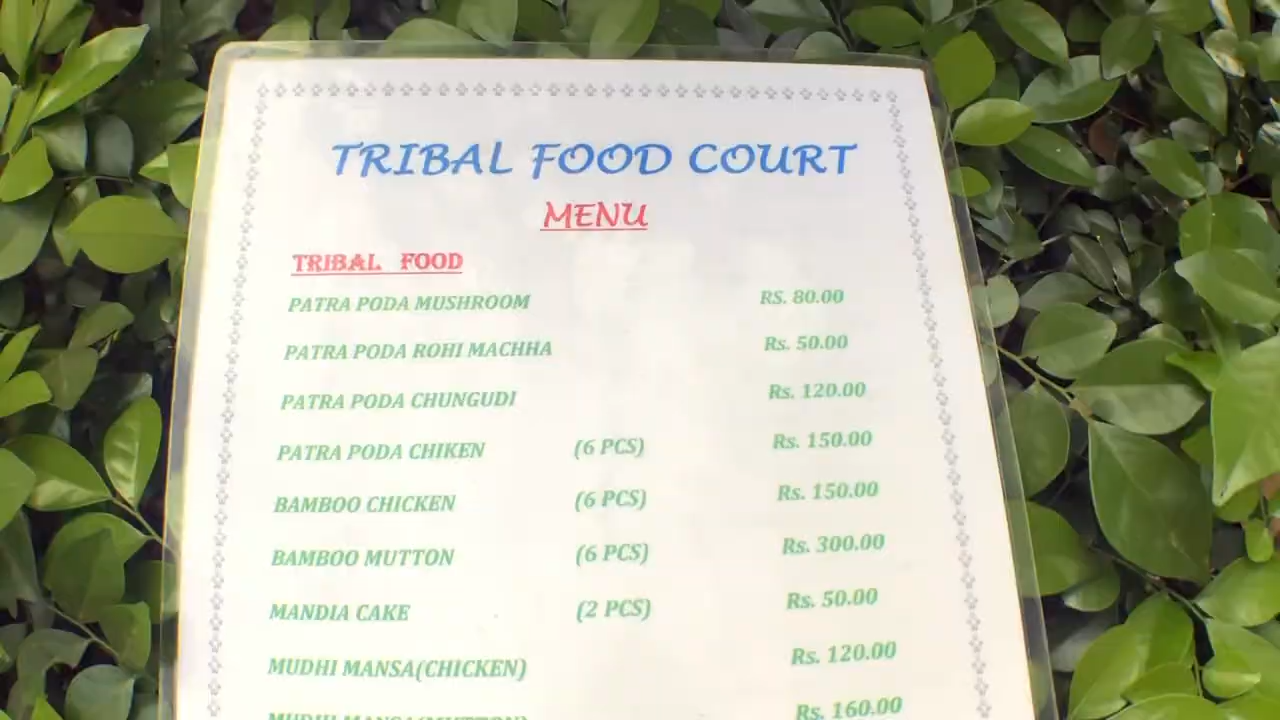 TRIBAL FOOD COURT
MENU
TRIBAL FOOD
PATRA PODA MUSHROOM RS. 80.00
PATRA PODA ROHI MACHHA Rs. 50.00
PATRA PODA CHUNGUDI Rs. 120.00
PATRA PODA CHIKEN (6 PCS) Rs. 150.00
BAMBOO CHICKEN (6 PCS) Rs. 150.00
BAMBOO MUTTON (6 PCS) Rs. 300.00
MANDIA CAKE (2 PCS) Rs. 50.00
MUDHI MANSA(CHICKEN) Rs. 120.00
MUDHI MANSA(MUTTON) Rs. 160.00